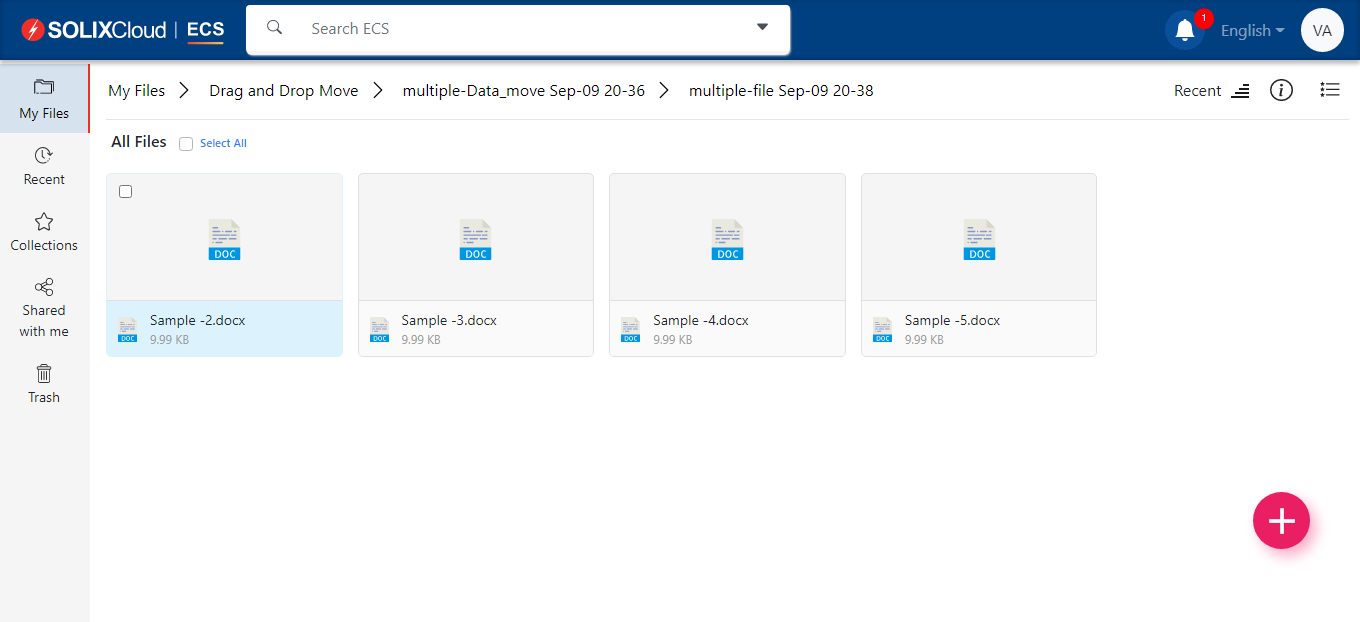 SOLIXCloud | ECS
Search ECS
1
English
VA
My Files
Recent
Collections
Shared
with me
Trash
My Files > Drag and Drop Move > multiple-Data_move Sep-09 20-36 > multiple-file Sep-09 20-38
Recent
All Files
Select All
DOC
DOC
Sample -2.docx
9.99 KB
DOC
DOC
Sample -3.docx
9.99 KB
DOC
DOC
Sample -4.docx
9.99 KB
DOC
DOC
Sample -5.docx
9.99 KB